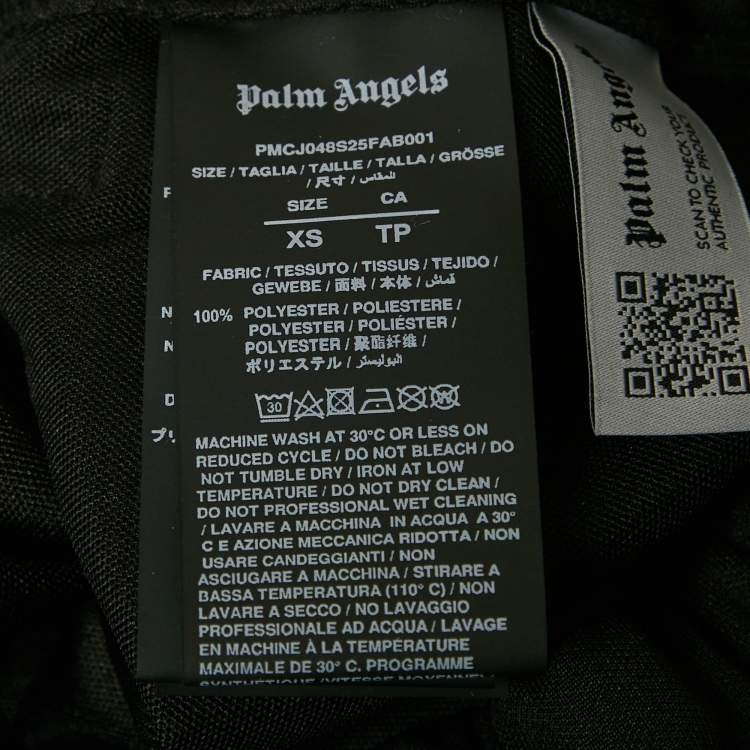 Palm Angels
PMCJ048S25FAB001
SIZE / TAGLIA / TAILLE / TALLA / GRÖSSE
/ 尺寸 / المقاس
SIZE CA
XS TP
FABRIC / TESSUTO / TISSUS / TEJIDO /
GEWEBE / 面料 / 本体 / قماش
100% POLYESTER / POLIESTERE /
POLYESTER / POLIÉSTER /
POLYESTER / 聚酯纤维 /
ポリエステル / البوليستر
30
MACHINE WASH AT 30°C OR LESS ON
REDUCED CYCLE / DO NOT BLEACH / DO
NOT TUMBLE DRY / IRON AT LOW
TEMPERATURE / DO NOT DRY CLEAN /
DO NOT PROFESSIONAL WET CLEANING
/ LAVARE A MACCHINA IN ACQUA A 30°
C E AZIONE MECCANICA RIDOTTA / NON
USARE CANDEGGIANTI / NON
ASCIUGARE A MACCHINA / STIRARE A
BASSA TEMPERATURA (110° C) / NON
LAVARE A SECCO / NO LAVAGGIO
PROFESSIONALE AD ACQUA / LAVAGE
EN MACHINE À LA TEMPÉRATURE
MAXIMALE DE 30° C. PROGRAMME
SYNTHÉTIQUE (VITESSE MOYENNE)
Palm Ang
SCAN TO CHECK YOUR
AUTHENTIC PRODUCT